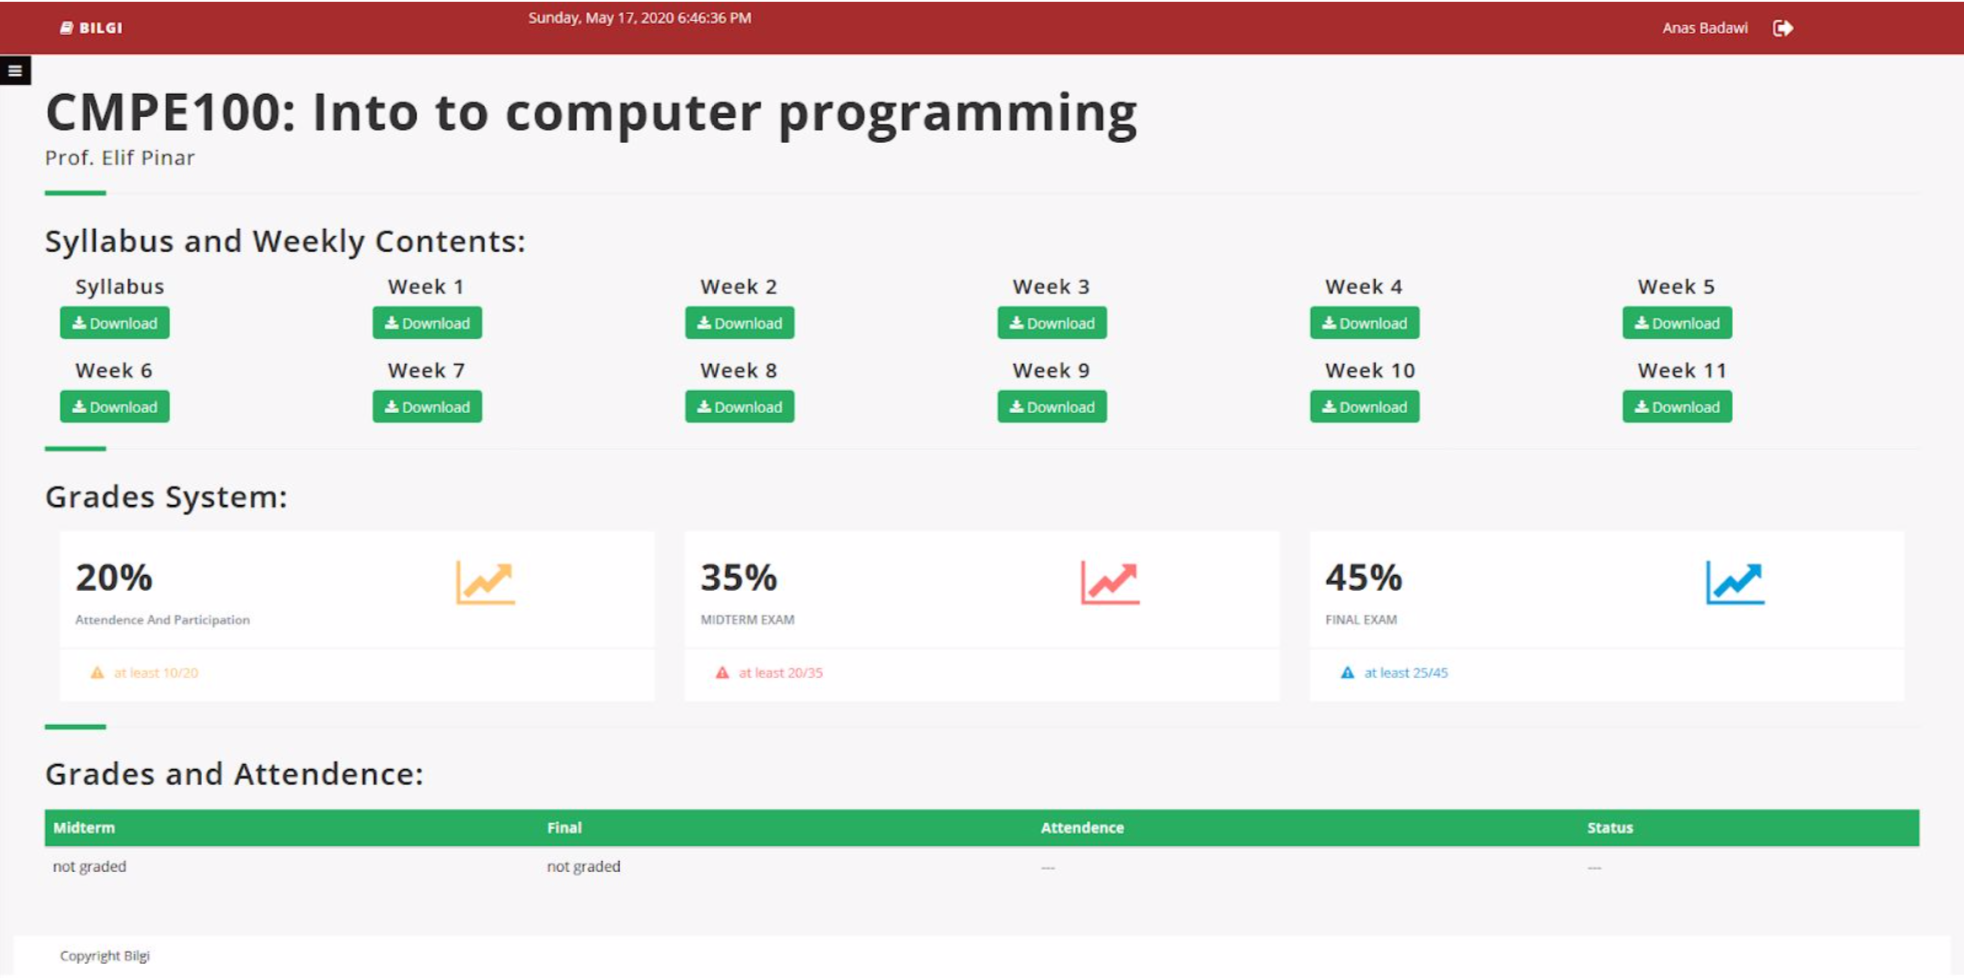 BILGI Sunday, May 17, 2020 6:46:36 PM Anas Badawi
CMPE100: Into to computer programming
Prof. Elif Pinar
Syllabus and Weekly Contents:
Syllabus Week 1 Week 2 Week 3 Week 4 Week 5
Download Download Download Download Download Download
Week 6 Week 7 Week 8 Week 9 Week 10 Week 11
Download Download Download Download Download Download
Grades System:
20% 35% 45%
Attendence And Participation MIDTERM EXAM FINAL EXAM
at least 10/20 at least 20/35 at least 25/45
Grades and Attendence:
Midterm Final Attendence Status
not graded not graded --- ---
Copyright Bilgi